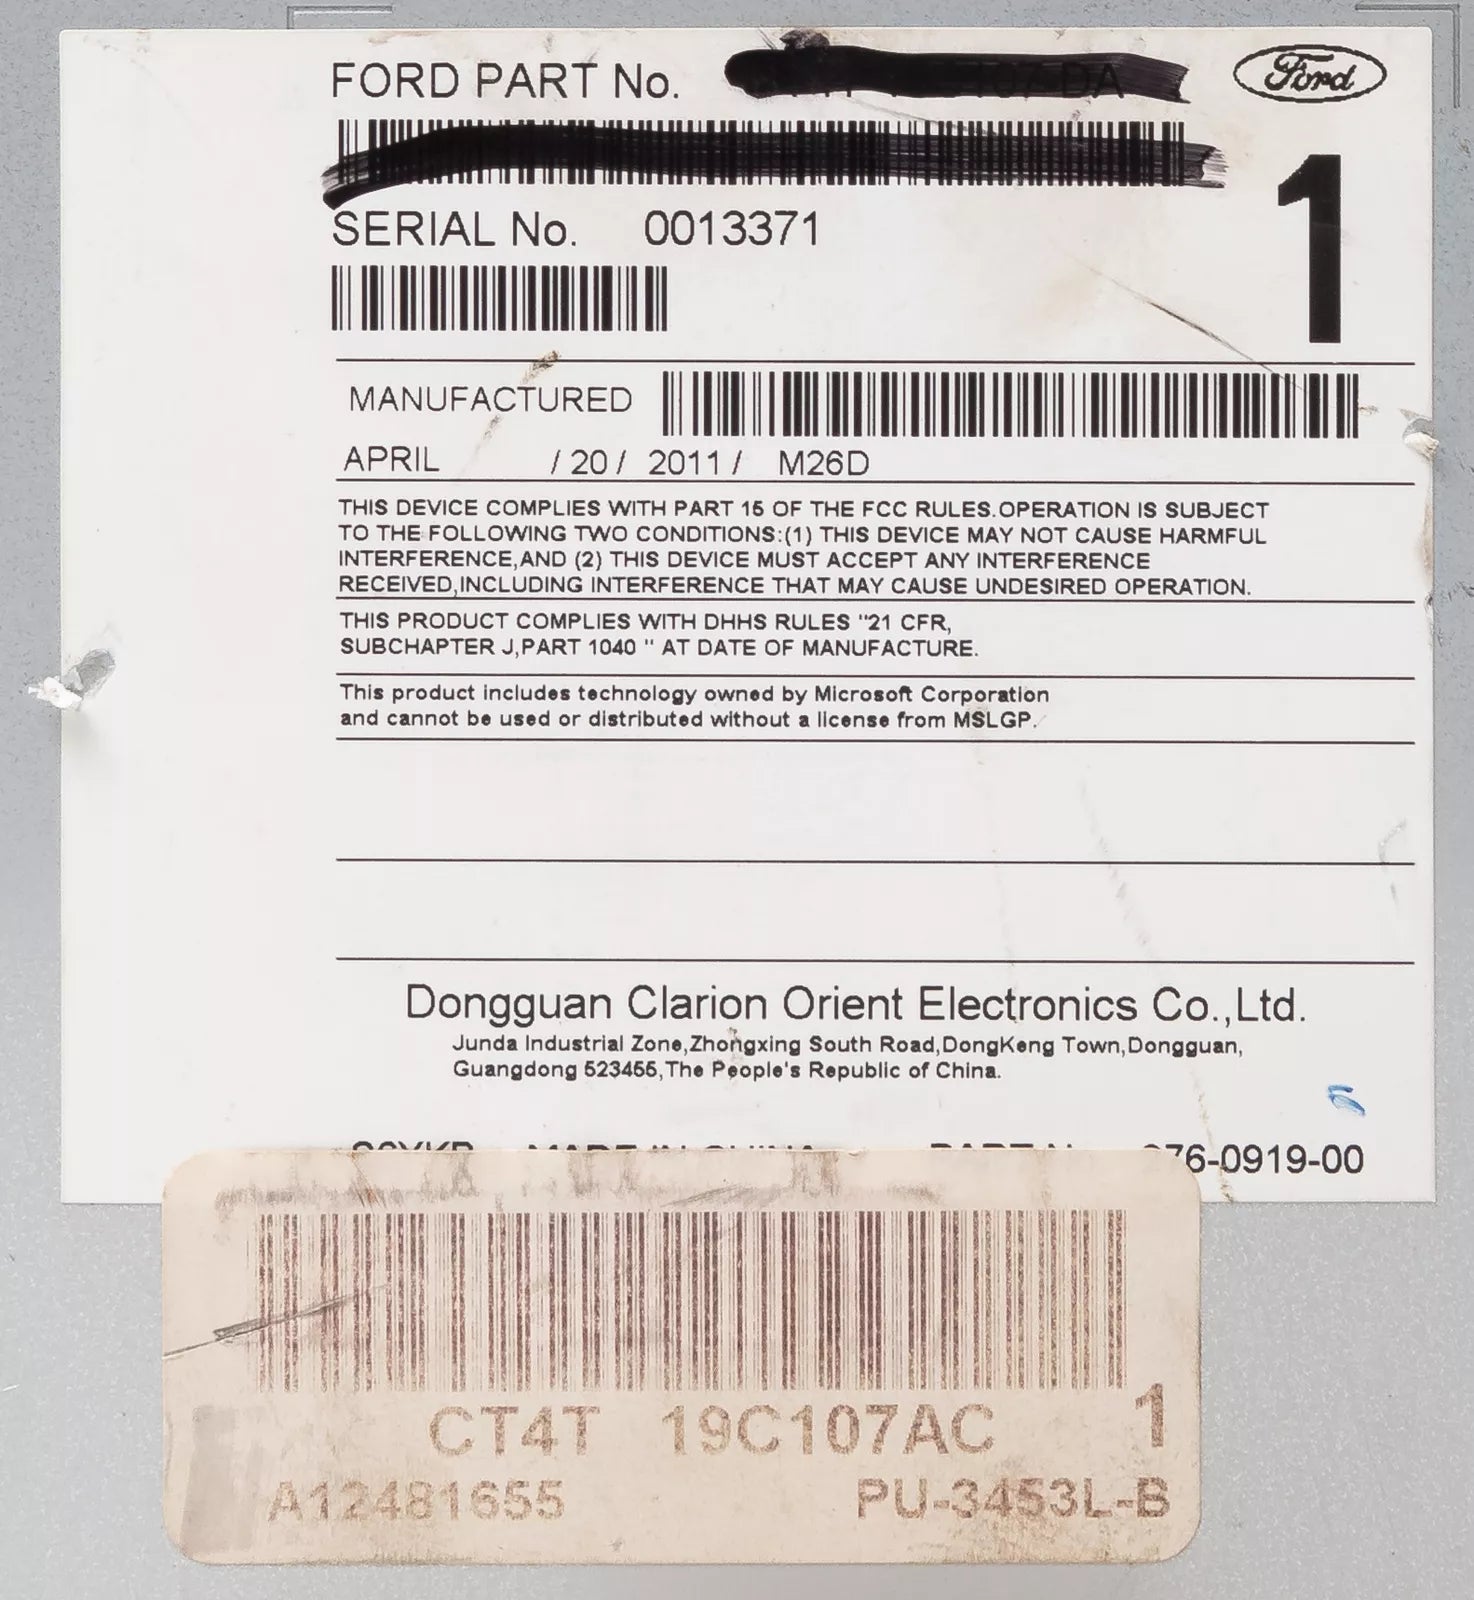 FORD PART No.
Ford
SERIAL No. 0013371
1
MANUFACTURED
APRIL / 20 / 2011 / M26D
THIS DEVICE COMPLIES WITH PART 15 OF THE FCC RULES.OPERATION IS SUBJECT
TO THE FOLLOWING TWO CONDITIONS:(1) THIS DEVICE MAY NOT CAUSE HARMFUL
INTERFERENCE,AND (2) THIS DEVICE MUST ACCEPT ANY INTERFERENCE
RECEIVED,INCLUDING INTERFERENCE THAT MAY CAUSE UNDESIRED OPERATION.
THIS PRODUCT COMPLIES WITH DHHS RULES "21 CFR,
SUBCHAPTER J,PART 1040 " AT DATE OF MANUFACTURE.
This product includes technology owned by Microsoft Corporation
and cannot be used or distributed without a license from MSLGP.
Dongguan Clarion Orient Electronics Co.,Ltd.
Junda Industrial Zone,Zhongxing South Road,DongKeng Town,Dongguan,
Guangdong 523455,The People's Republic of China.
MADE IN CHINA 276-0919-00
CT4T 19C107AC 1
A12481655 PU-3453L-B